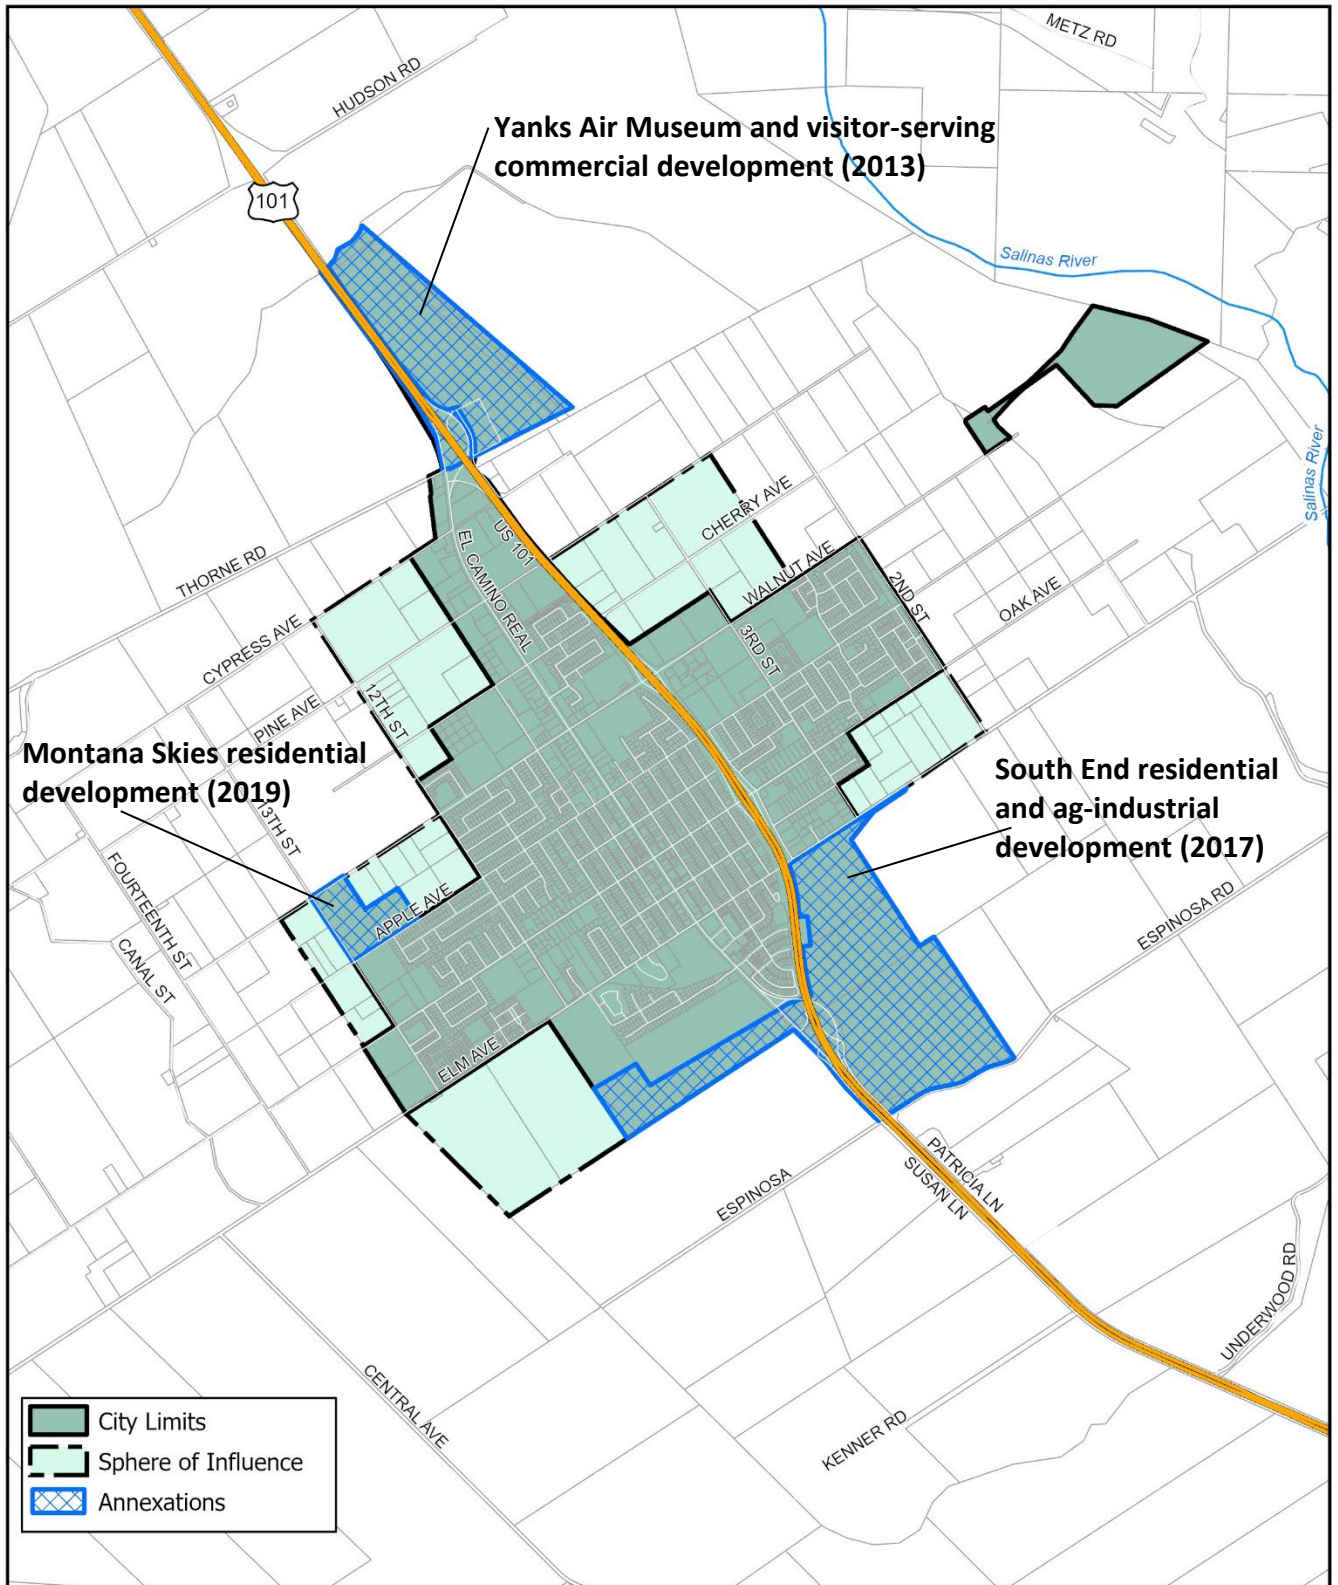 METZ RD
HUDSON RD
Yanks Air Museum and visitor-serving
commercial development (2013)
101
Salinas River
Salinas River
CHERRY AVE
US 101
EL CAMINO REAL
WALNUT AVE
THORNE RD
2ND ST
OAK AVE
CYPRESS AVE
3RD ST
12TH ST
PINE AVE
Montana Skies residential
development (2019)
South End residential
and ag-industrial
development (2017)
13TH ST
FOURTEENTH ST
APPLE AVE
ESPINOSA RD
CANAL ST
ELM AVE
PATRICIA LN
SUSAN LN
ESPINOSA
UNDERWOOD RD
CENTRAL AVE
KENNER RD
City Limits
Sphere of Influence
Annexations